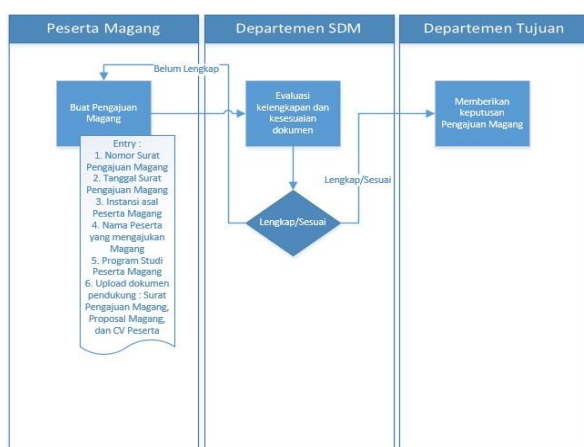 Peserta Magang
Departemen SDM
Departemen Tujuan
Belum Lengkap
Buat Pengajuan
Magang
Evaluasi
kelengkapan dan
kesesuaian
dokumen
Memberikan
keputusan
Pengajuan Magang
Entry :
1. Nomor Surat
Pengajuan Magang
2. Tanggal Surat
Pengajuan Magang
3. Instansi asal
Peserta Magang
4. Nama Peserta
yang mengajukan
Magang
5. Program Studi
Peserta Magang
6. Upload dokumen
pendukung : Surat
Pengajuan Magang,
Proposal Magang,
dan CV Peserta
Lengkap/Sesuai
Lengkap/Sesuai